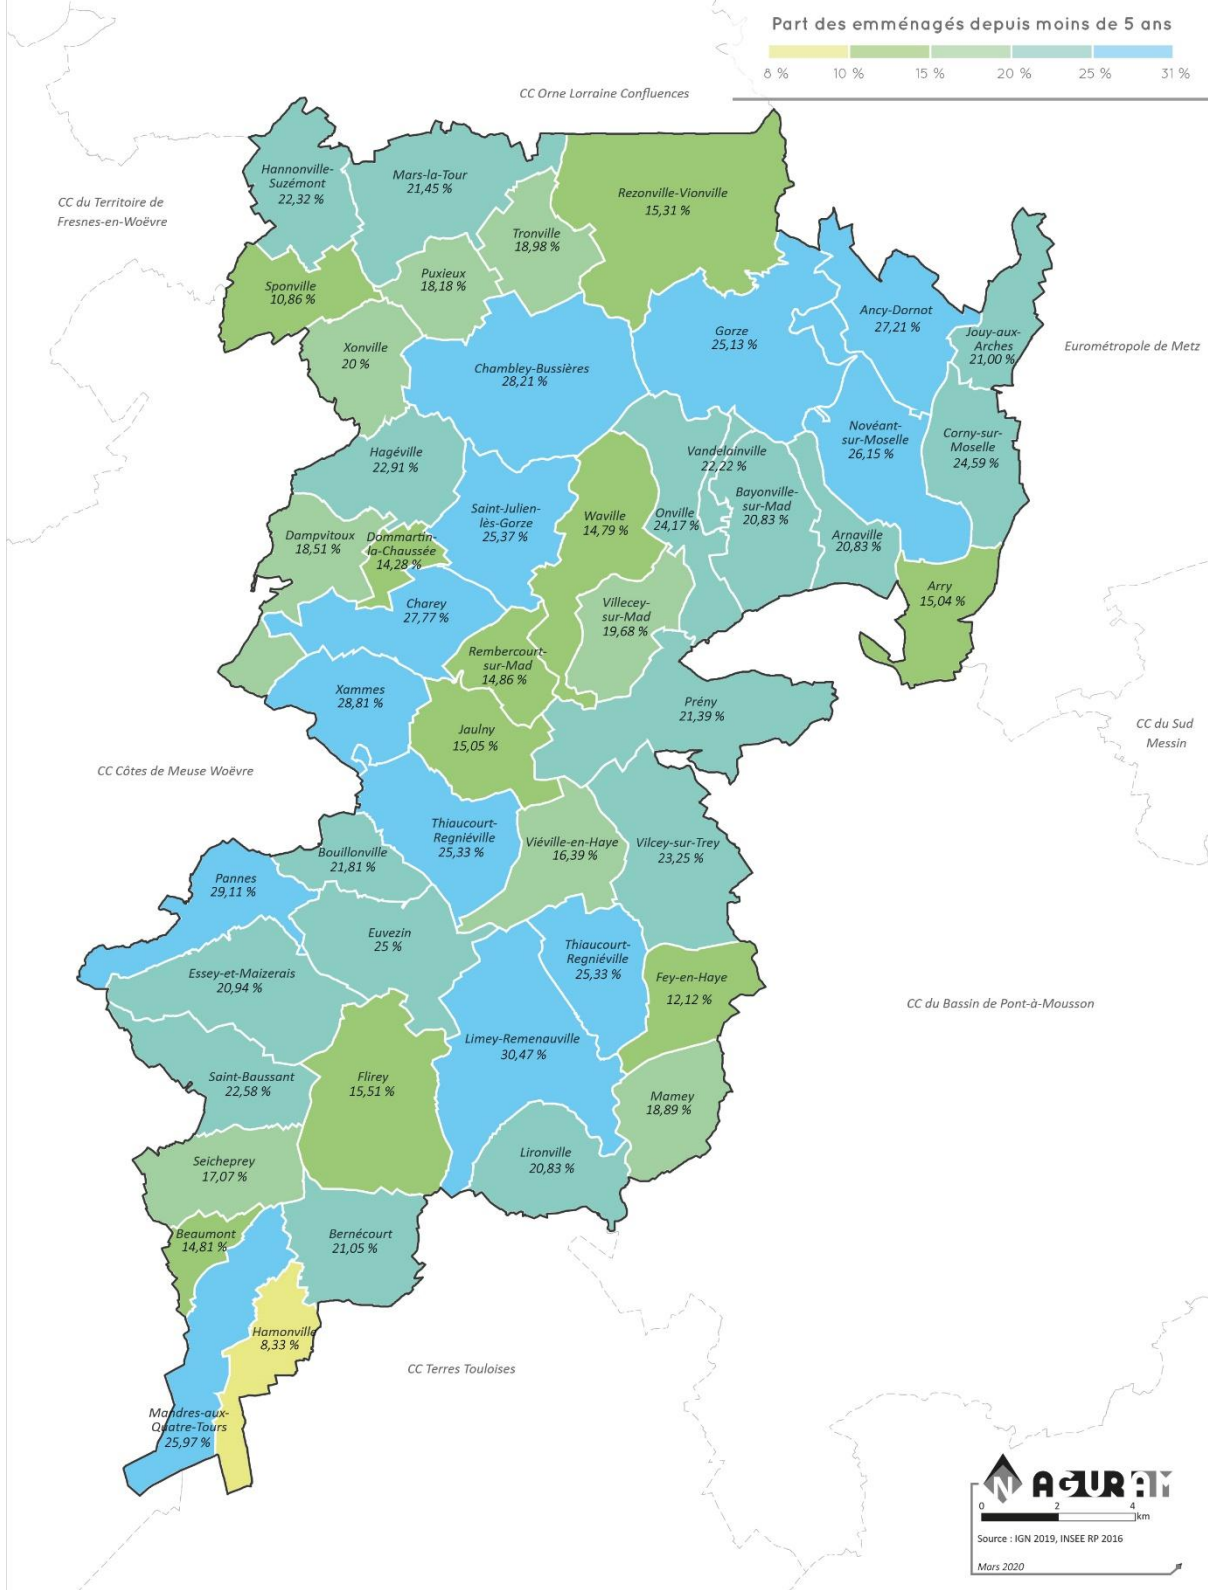 Part des emménagés depuis moins de 5 ans
8 % 10 % 15 % 20 % 25 % 31 %
CC Orne Lorraine Confluences
CC du Territoire de
Fresnes-en-Woëvre
Hannonville-
Suzémont
22,32 %
Mars-la-Tour
21,45 %
Rezonville-Vionville
15,31 %
Tronville
18,98 %
Puxieux
18,18 %
Sponville
10,86 %
Xonville
20 %
Chambley-Bussières
28,21 %
Gorze
25,13 %
Ancy-Dornot
27,21 %
Jouy-aux-
Arches
21,00 %
Eurométropole de Metz
Novéant-
sur-Moselle
26,15 %
Corny-sur-
Moselle
24,59 %
Hagéville
22,91 %
Vandelainville
22,22 %
Bayonville-
sur-Mad
20,83 %
Saint-Julien-
lès-Gorze
25,37 %
Waville
14,79 %
Onville
24,17 %
Arnaville
20,83 %
Dampvitoux
18,51 %
Dommartin-
la-Chaussée
14,28 %
Arry
15,04 %
Charey
27,77 %
Villecey-
sur-Mad
19,68 %
Rembercourt-
sur-Mad
14,86 %
Xammes
28,81 %
Prény
21,39 %
Jaulny
15,05 %
CC du Sud
Messin
CC Côtes de Meuse Woëvre
Thiaucourt-
Regniéville
25,33 %
Viéville-en-Haye
16,39 %
Vilcey-sur-Trey
23,25 %
Bouillonville
21,81 %
Pannes
29,11 %
Euvezin
25 %
Thiaucourt-
Regniéville
25,33 %
Essey-et-Maizerais
20,94 %
Fey-en-Haye
12,12 %
CC du Bassin de Pont-à-Mousson
Limey-Remenauville
30,47 %
Saint-Baussant
22,58 %
Flirey
15,51 %
Mamey
18,89 %
Lironville
20,83 %
Seicheprey
17,07 %
Beaumont
14,81 %
Bernécourt
21,05 %
Hamonville
8,33 %
CC Terres Touloises
Mandres-aux-
Quatre-Tours
25,97 %
N AGURAM
0 2 4
km
Source : IGN 2019, INSEE RP 2016
Mars 2020